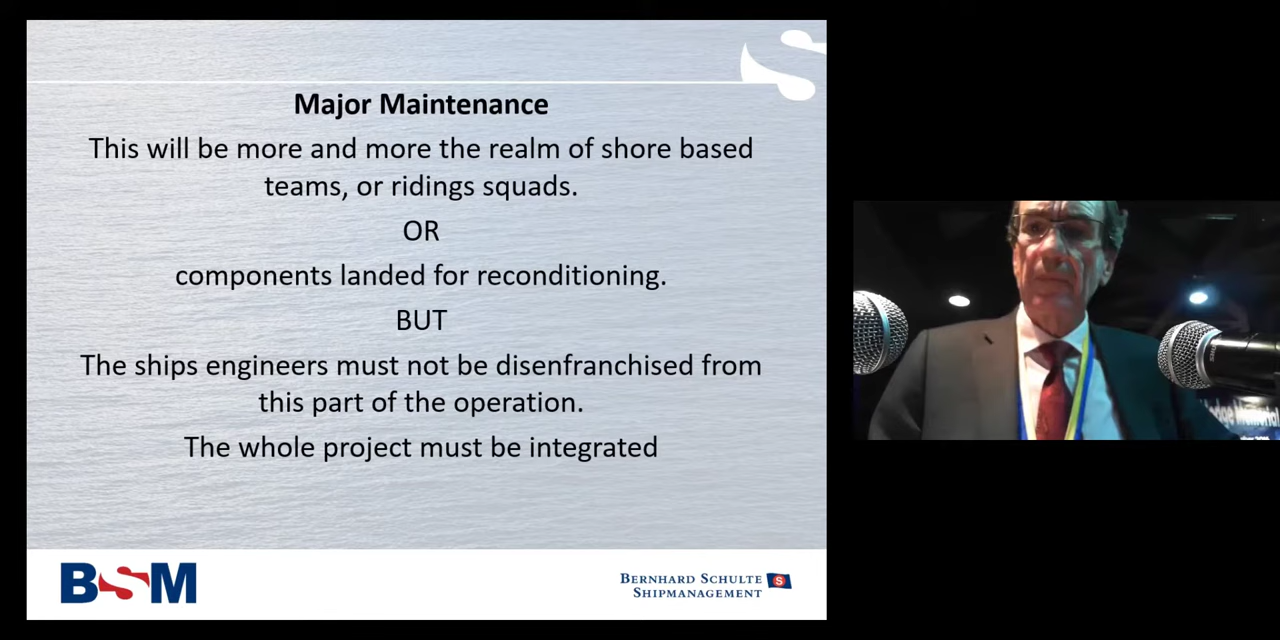 Major Maintenance
This will be more and more the realm of shore based
teams, or ridings squads.
OR
components landed for reconditioning.
BUT
The ships engineers must not be disenfranchised from
this part of the operation.
The whole project must be integrated
BSM
BERNHARD SCHULTE
SHIPMANAGEMENT
S
Memorial